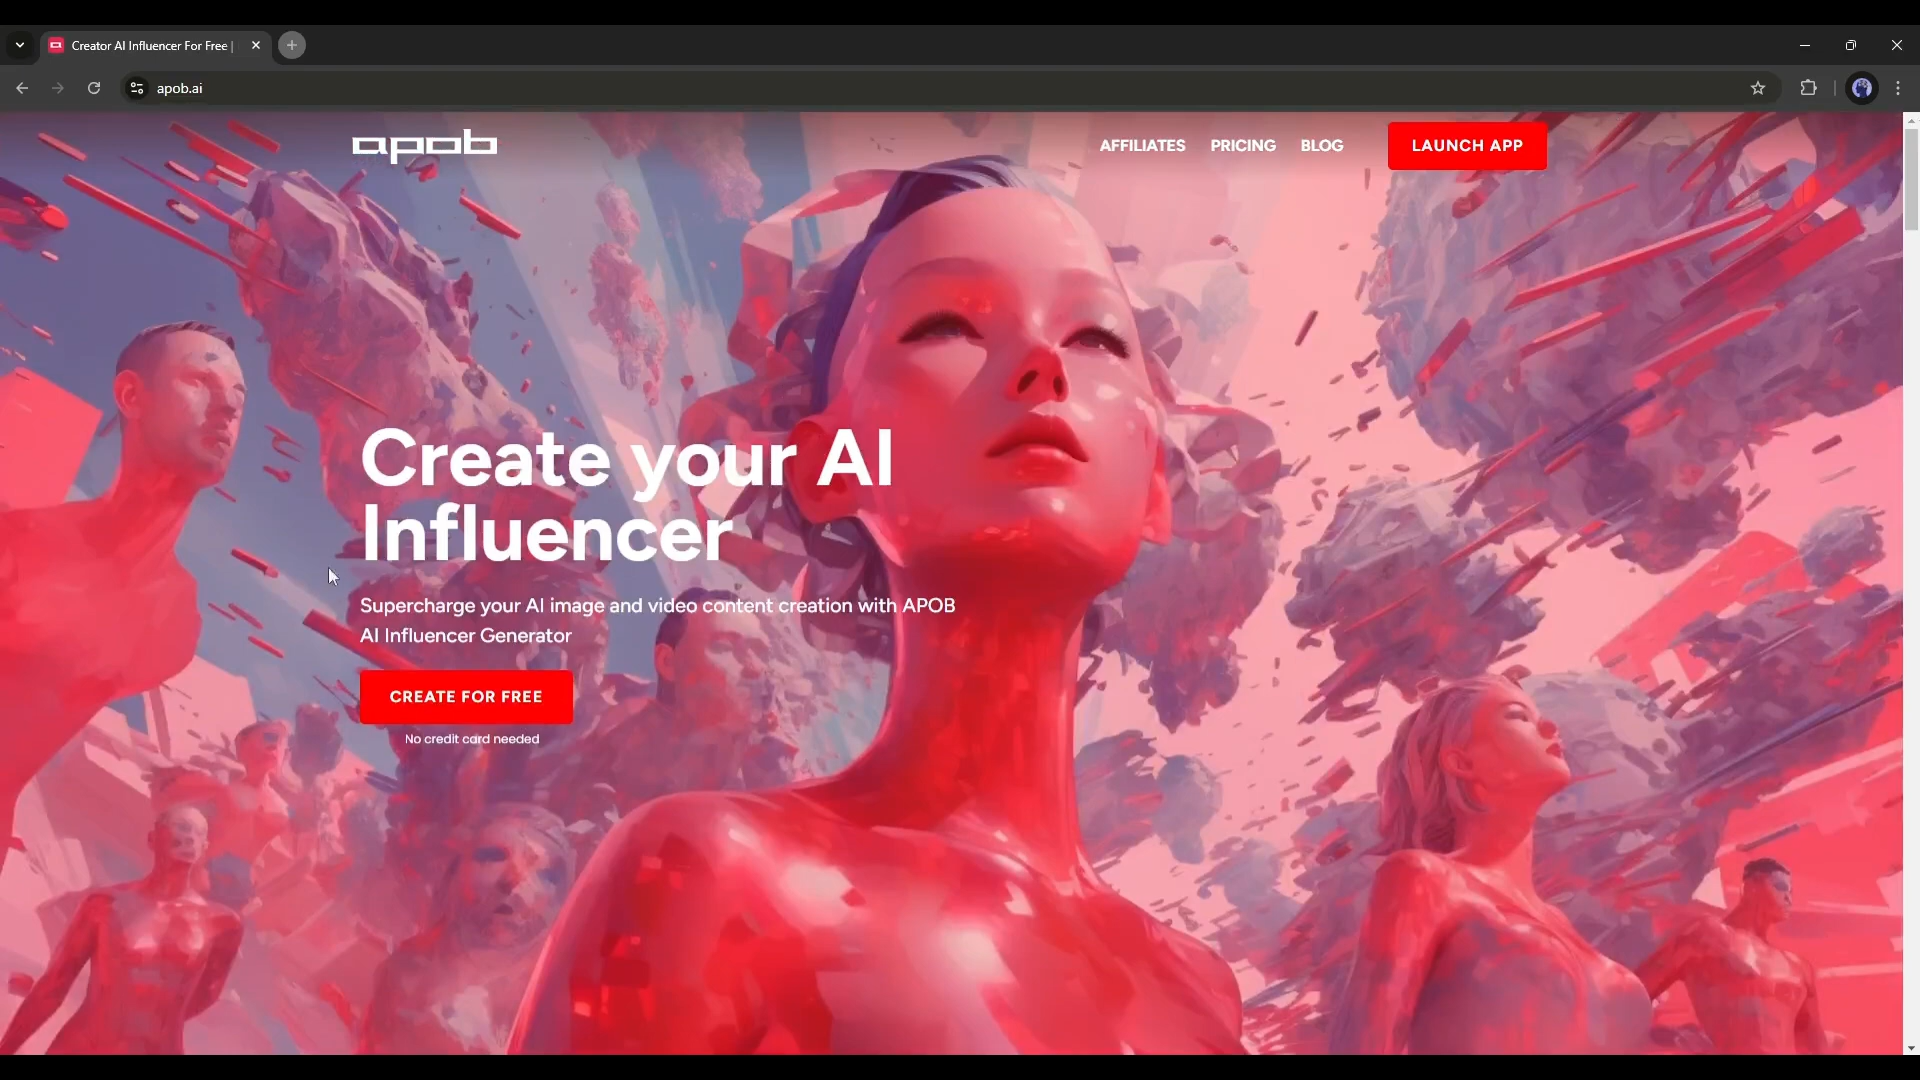 Creator AI Influencer For Free |
apob.ai
apob
AFFILIATES
PRICING
BLOG
LAUNCH APP
Create your AI
Influencer
Supercharge your AI image and video content creation with APOB
AI Influencer Generator
CREATE FOR FREE
No credit card needed